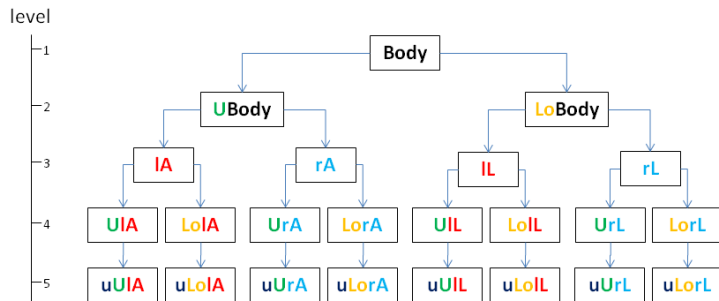 level
1
Body
2
UBody
LoBody
3
lA
rA
lL
rL
4
UlA
LolA
UrA
LorA
UlL
LolL
UrL
LorL
5
uUlA
uLolA
uUrA
uLorA
uUlL
uLolL
uUrL
uLorL